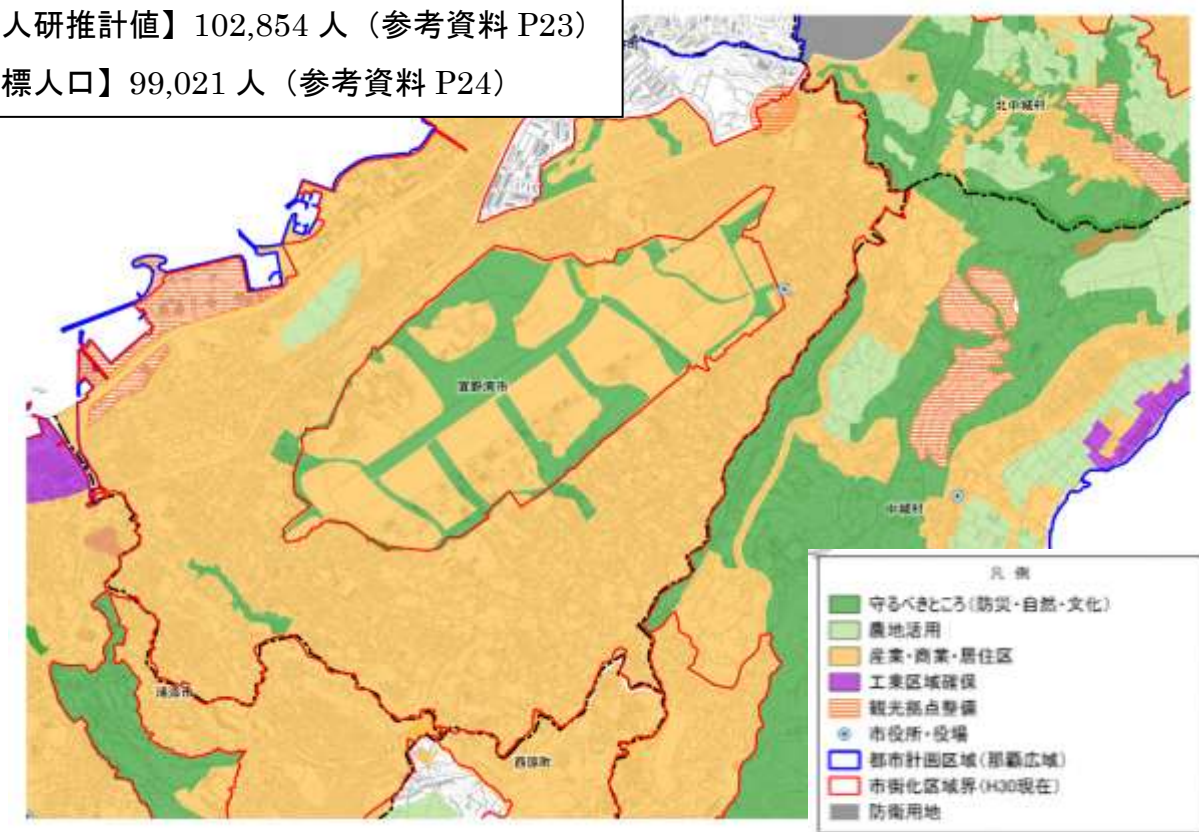 人研推計値】102,854 人（参考資料 P23）
標人口】99,021 人（参考資料 P24）
北中城村
宜野湾市
中城村
浦添市
西原町
凡例
守るべきところ(防災・自然・文化)
農地活用
産業・商業・居住区
工業区域確保
観光拠点整備
市役所・役場
都市計画区域(那覇広域)
市街化区域界(H30現在)
防衛用地